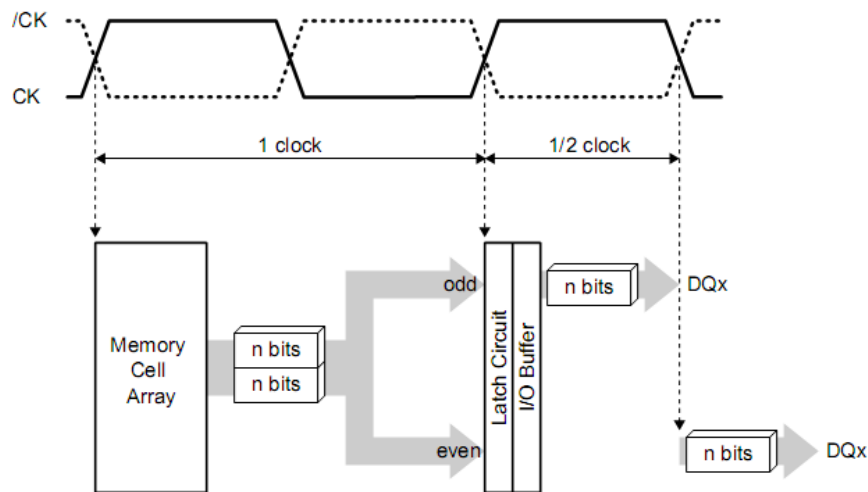 /CK
CK
1 clock
1/2 clock
odd
n bits
DQx
Memory
Cell
Array
n bits
n bits
Latch Circuit
I/O Buffer
even
n bits
DQx